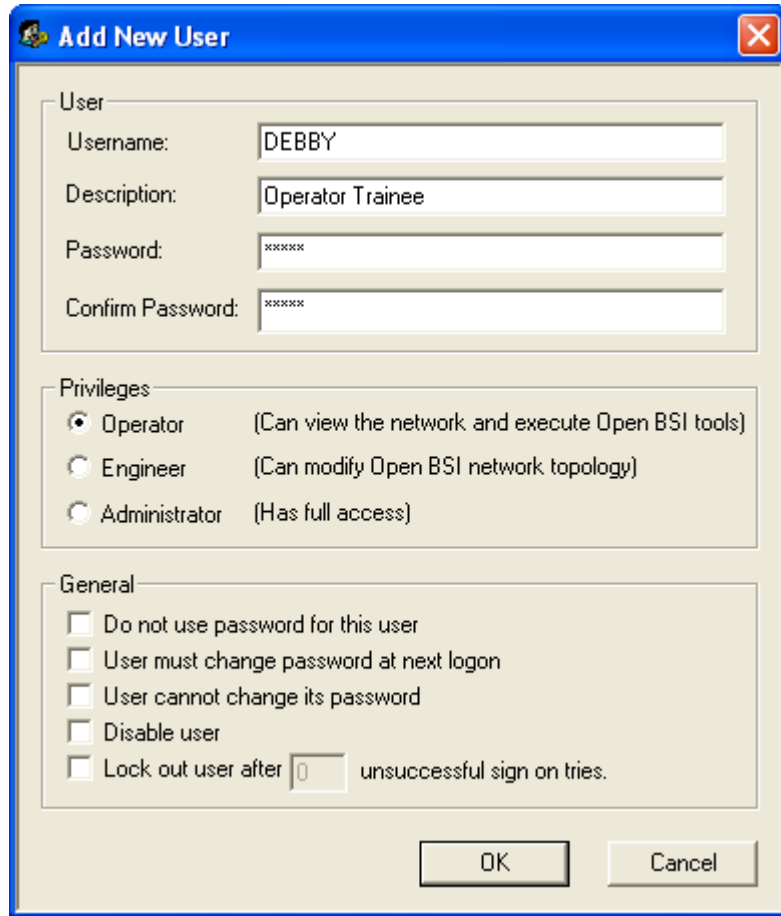 Add New User
User
Username: DEBBY
Description: Operator Trainee
Password: *****
Confirm Password: *****
Privileges
Operator (Can view the network and execute Open BSI tools)
Engineer (Can modify Open BSI network topology)
Administrator (Has full access)
General
Do not use password for this user
User must change password at next logon
User cannot change its password
Disable user
Lock out user after 0 unsuccessful sign on tries.
OK Cancel